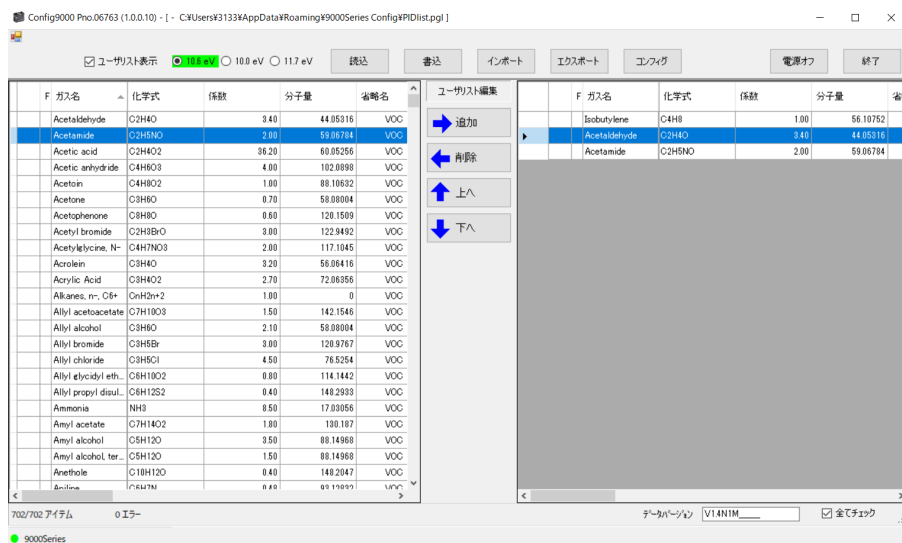 Config9000 Pno.06763 (1.0.0.10) - [ -  C:¥Users¥3133¥AppData¥Roaming¥9000Series Config¥PIDlist.pgl ]
ユーザリスト表示 10.6 eV 10.0 eV 11.7 eV 読込 書込 インポート エクスポート コンフィグ 電源オフ 終了
F ガス名 化学式 係数 分子量 省略名
Acetaldehyde C2H4O 3.40 44.05316 VOC
Acetamide C2H5NO 2.00 59.06784 VOC
Acetic acid C2H4O2 36.20 60.05256 VOC
Acetic anhydride C4H6O3 4.00 102.0898 VOC
Acetoin C4H8O2 1.00 88.10632 VOC
Acetone C3H6O 0.70 58.08004 VOC
Acetophenone C8H8O 0.60 120.1509 VOC
Acetyl bromide C2H3BrO 3.00 122.9492 VOC
Acetylglycine, N- C4H7NO3 2.00 117.1045 VOC
Acrolein C3H4O 3.20 56.06416 VOC
Acrylic Acid C3H4O2 2.70 72.06356 VOC
Alkanes, n-, C6+ CnH2n+2 1.00 0 VOC
Allyl acetoacetate C7H10O3 1.50 142.1546 VOC
Allyl alcohol C3H6O 2.10 58.08004 VOC
Allyl bromide C3H5Br 3.00 120.9767 VOC
Allyl chloride C3H5Cl 4.50 76.5254 VOC
Allyl glycidyl eth... C6H10O2 0.80 114.1442 VOC
Allyl propyl disul... C6H12S2 0.40 148.2933 VOC
Ammonia NH3 8.50 17.03056 VOC
Amyl acetate C7H14O2 1.80 130.187 VOC
Amyl alcohol C5H12O 3.50 88.14968 VOC
Amyl alcohol, ter... C5H12O 1.50 88.14968 VOC
Anethole C10H12O 0.40 148.2047 VOC
Aniline C6H7N 0.48 93.12832 VOC
ユーザリスト編集
追加
削除
上へ
下へ
F ガス名 化学式 係数 分子量 省
Isobutylene C4H8 1.00 56.10752
Acetaldehyde C2H4O 3.40 44.05316
Acetamide C2H5NO 2.00 59.06784
702/702 アイテム 0 エラー データバージョン V1.4N1M_____ 全てチェック
9000Series